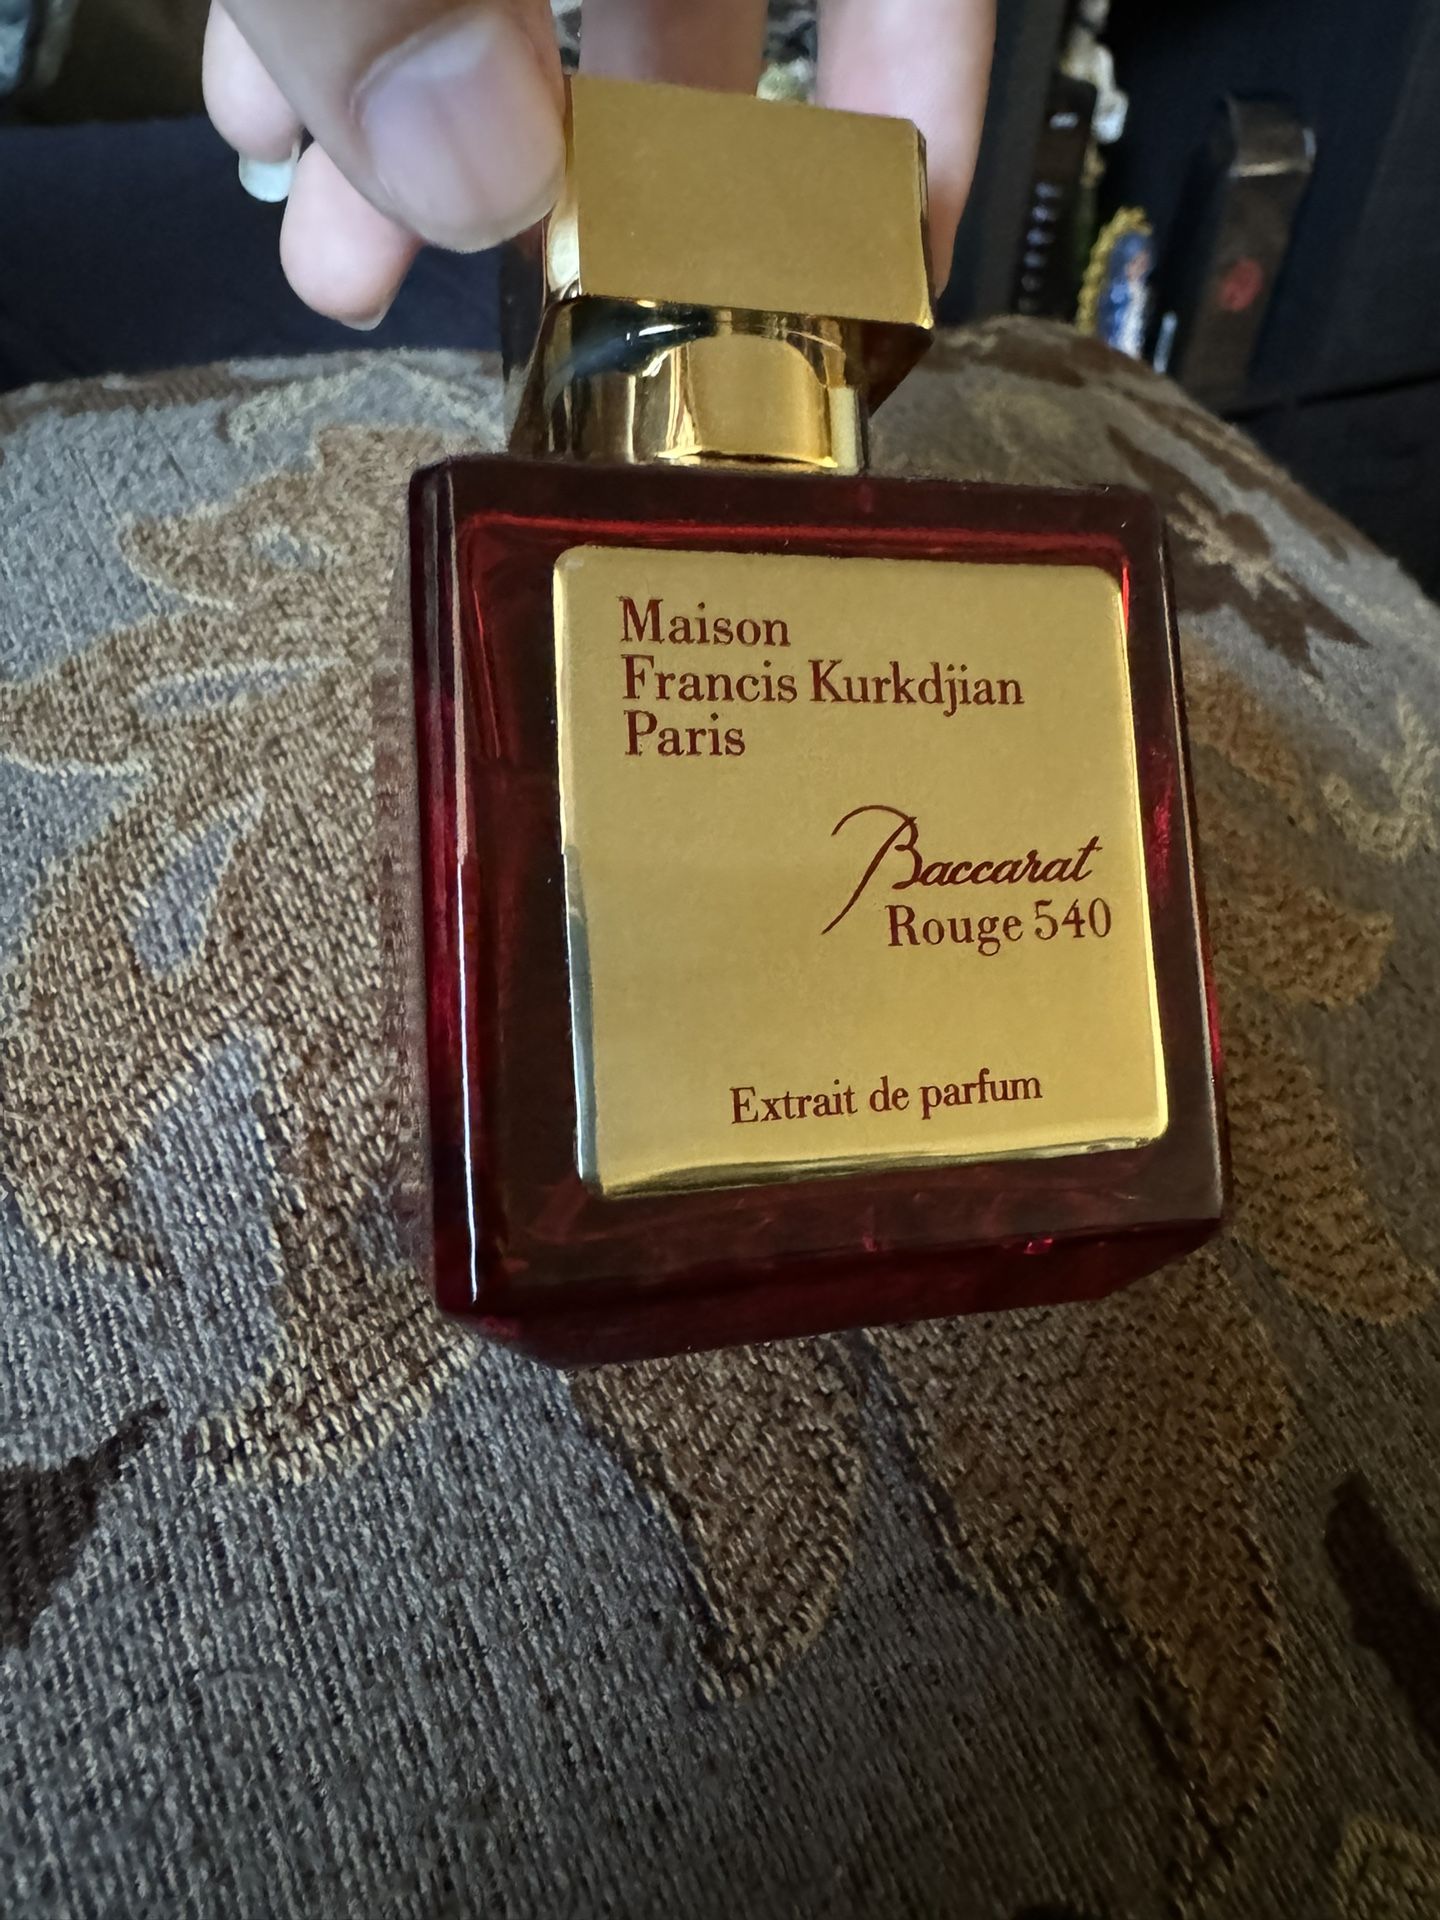 Maison
Francis Kurkdjian
Paris
Baccarat
Rouge 540
Extrait de parfum